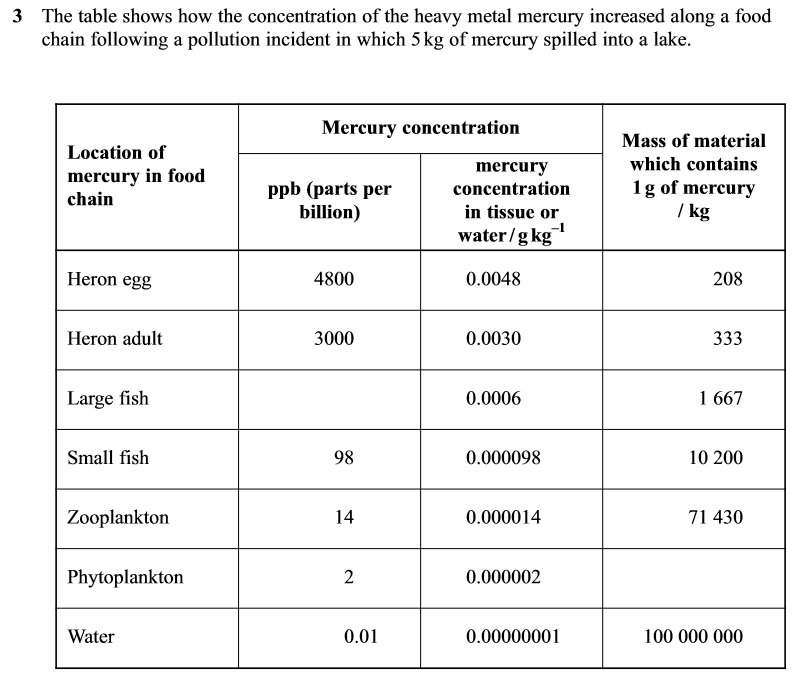 3 The table shows how the concentration of the heavy metal mercury increased along a food
chain following a pollution incident in which 5 kg of mercury spilled into a lake.
Location of
mercury in food
chain
Mercury concentration
ppb (parts per
billion)
mercury
concentration
in tissue or
water / g kg⁻¹
Mass of material
which contains
1 g of mercury
/ kg
Heron egg 4800 0.0048 208
Heron adult 3000 0.0030 333
Large fish 0.0006 1 667
Small fish 98 0.000098 10 200
Zooplankton 14 0.000014 71 430
Phytoplankton 2 0.000002
Water 0.01 0.00000001 100 000 000